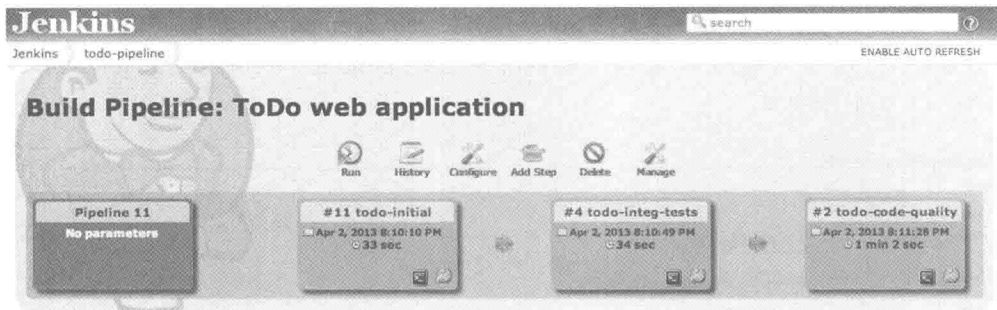 Jenkins
search
?
Jenkins todo-pipeline
ENABLE AUTO REFRESH
Build Pipeline: ToDo web application
Run History Configure Add Step Delete Manage
Pipeline 11
No parameters
#11 todo-initial
Apr 2, 2013 8:10:10 PM
33 sec
#4 todo-integ-tests
Apr 2, 2013 8:10:49 PM
34 sec
#2 todo-code-quality
Apr 2, 2013 8:11:28 PM
1 min 2 sec